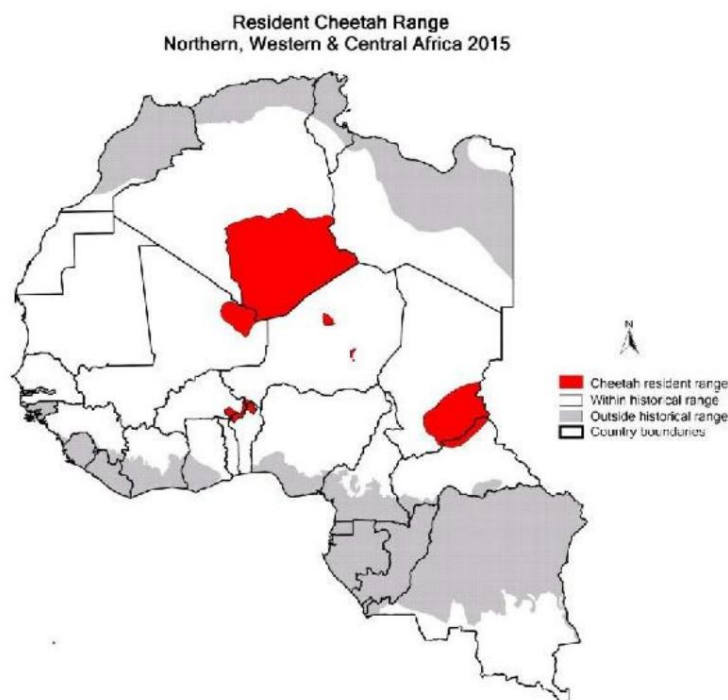 Resident Cheetah Range
Northern, Western & Central Africa 2015
N
Cheetah resident range
Within historical range
Outside historical range
Country boundaries